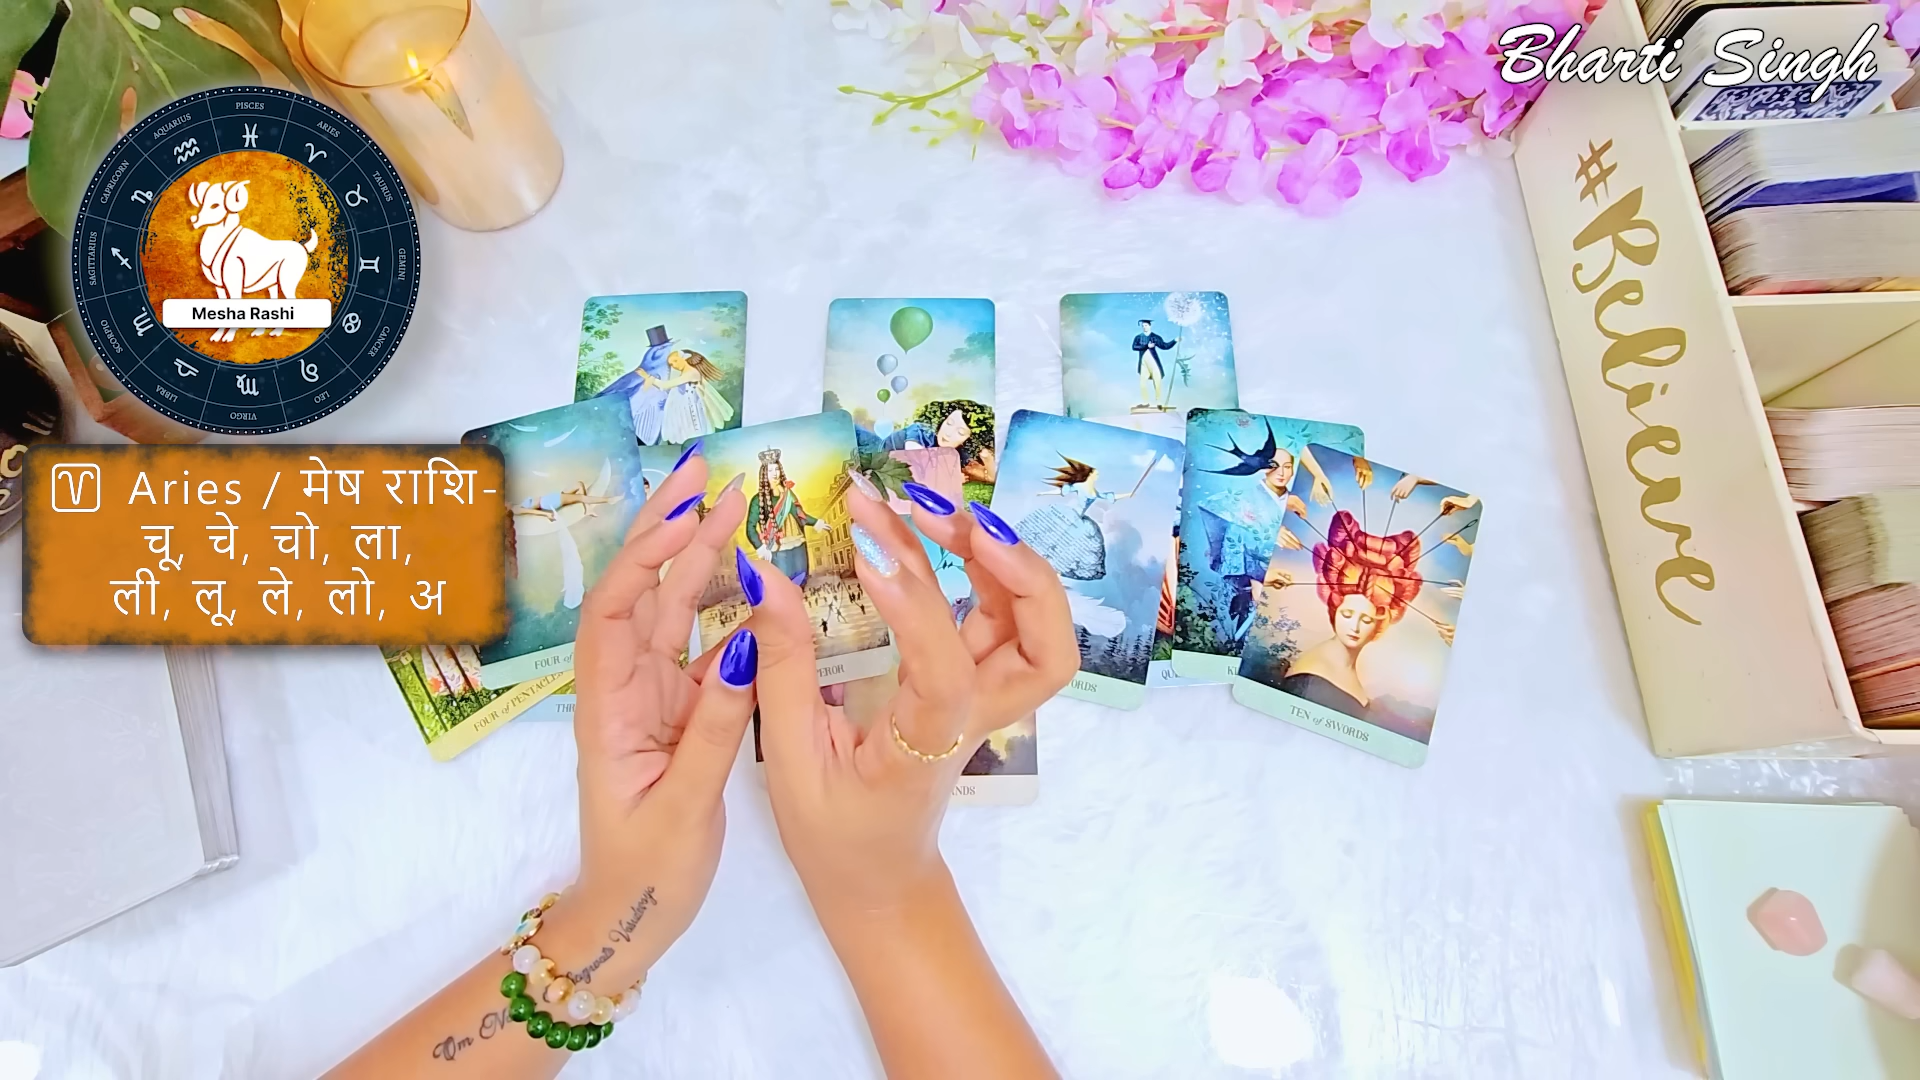 Bharti Singh
PISCES
ARIES
TAURUS
GEMINI
CANCER
LEO
VIRGO
LIBRA
SCORPIO
SAGITTARIUS
CAPRICORN
AQUARIUS
Mesha Rashi
♈ Aries / मेष राशि-
चू, चे, चो, ला,
ली, लू, ले, लो, अ
#Believe
FOUR of
FOUR of PENTACLES
TEN of SWORDS
Om